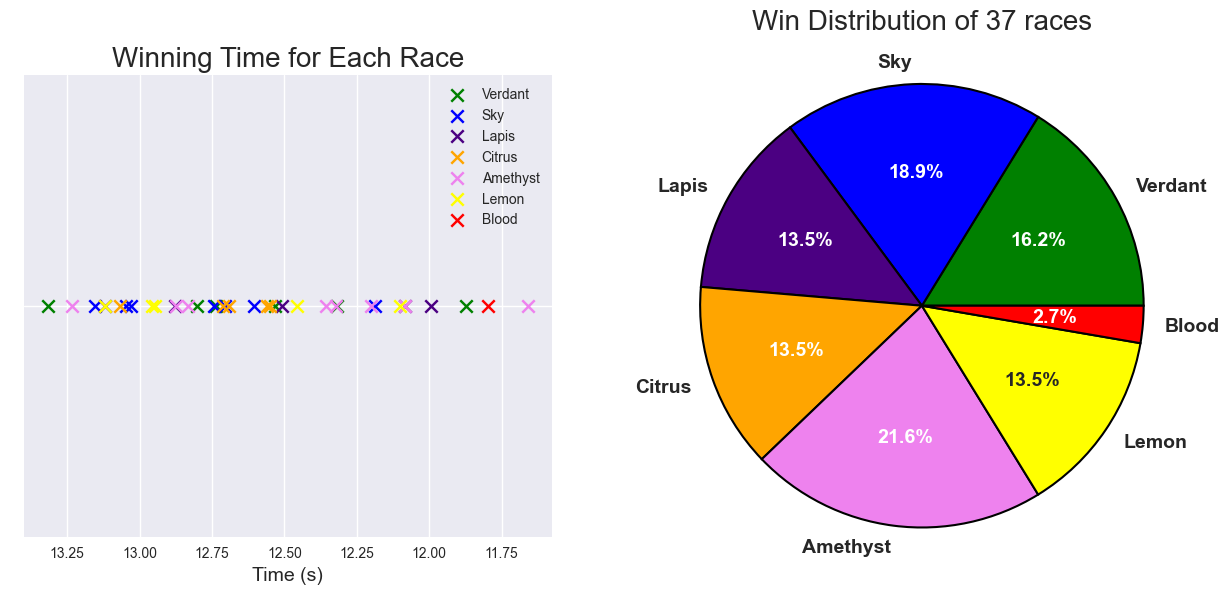 Winning Time for Each Race
Verdant
Sky
Lapis
Citrus
Amethyst
Lemon
Blood
13.25 13.00 12.75 12.50 12.25 12.00 11.75
Time (s)
Win Distribution of 37 races
Sky
Verdant
Lapis
Citrus
Amethyst
Lemon
Blood
18.9%
16.2%
13.5%
13.5%
21.6%
13.5%
2.7%